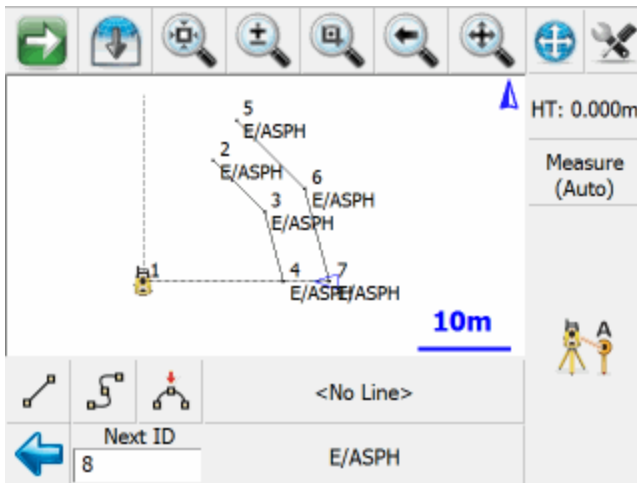 HT: 0.000m
Measure
(Auto)
5
E/ASPH
2
E/ASPH
6
E/ASPH
3
E/ASPH
1
4
E/ASPH
7
E/ASPH
10m
A
<No Line>
Next ID
8
E/ASPH